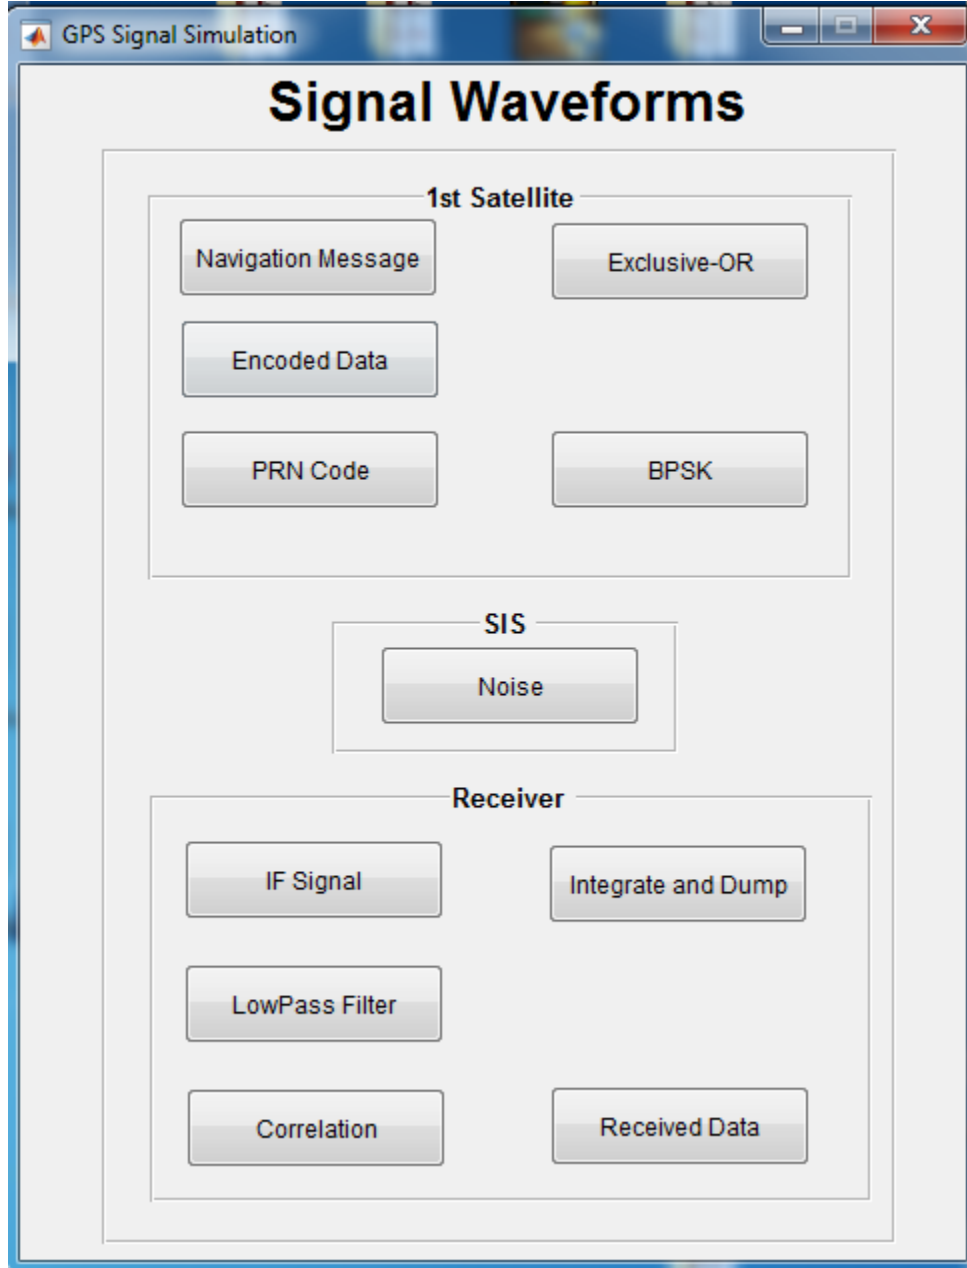 GPS Signal Simulation
Signal Waveforms
1st Satellite
Navigation Message
Exclusive-OR
Encoded Data
PRN Code
BPSK
SIS
Noise
Receiver
IF Signal
Integrate and Dump
LowPass Filter
Correlation
Received Data